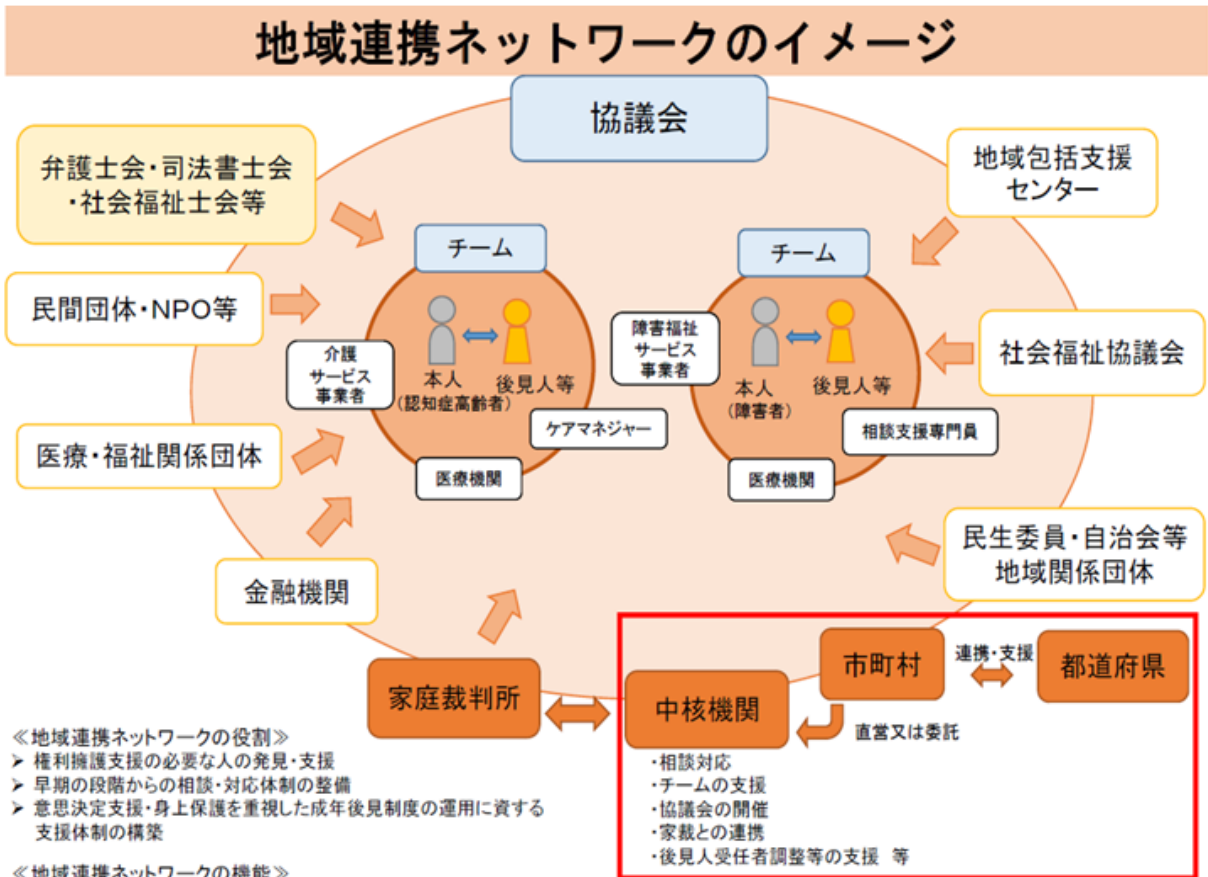 地域連携ネットワークのイメージ
協議会
弁護士会・司法書士会
・社会福祉士会等
民間団体・NPO等
医療・福祉関係団体
金融機関
地域包括支援
センター
社会福祉協議会
民生委員・自治会等
地域関係団体
チーム
介護
サービス
事業者
本人
(認知症高齢者)
後見人等
ケアマネジャー
医療機関
チーム
障害福祉
サービス
事業者
本人
(障害者)
後見人等
相談支援専門員
医療機関
家庭裁判所
中核機関
市町村
連携・支援
都道府県
直営又は委託
・相談対応
・チームの支援
・協議会の開催
・家裁との連携
・後見人受任者調整等の支援 等
≪地域連携ネットワークの役割≫
➢ 権利擁護支援の必要な人の発見・支援
➢ 早期の段階からの相談・対応体制の整備
➢ 意思決定支援・身上保護を重視した成年後見制度の運用に資する
支援体制の構築
≪地域連携ネットワークの機能≫